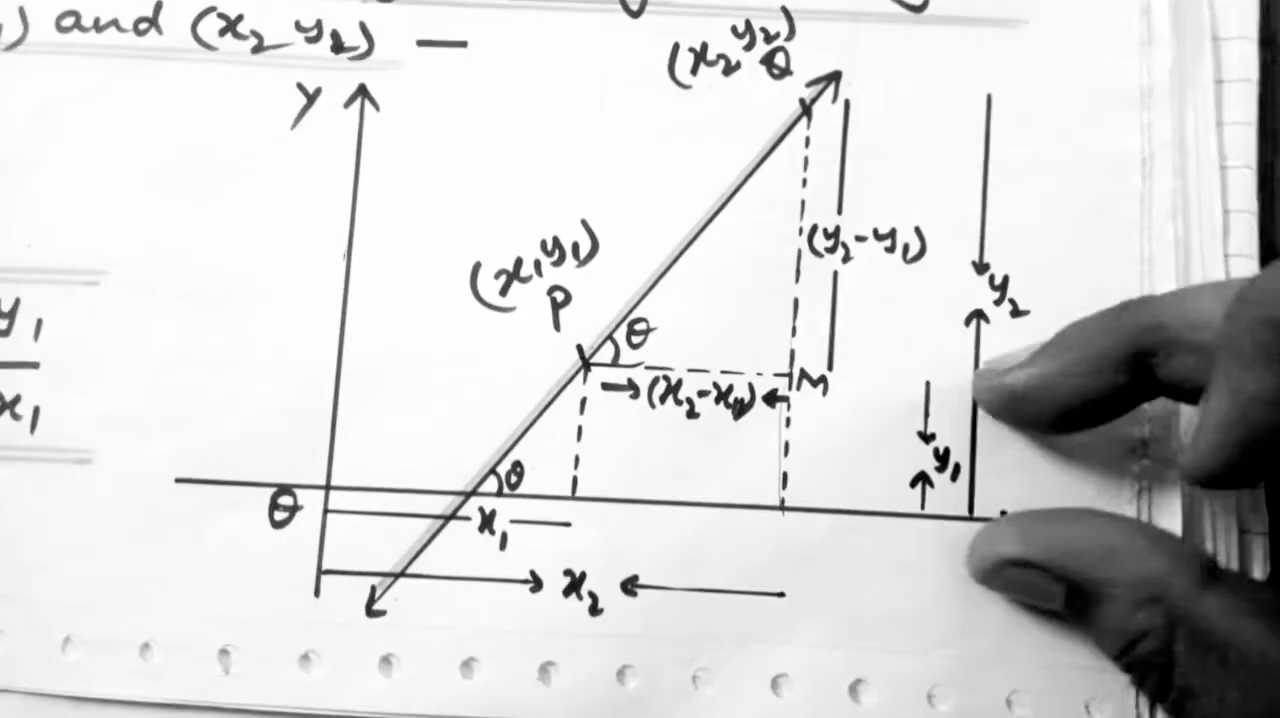 ) and (x₂ y₂) —
(x₂, y₂)
Q
Y
(x₁ y₁)
P
(y₂-y₁)
θ
y₂
M
(x₂-x₁)
y₁
x₁
y₁
θ
θ
x₁
x₂